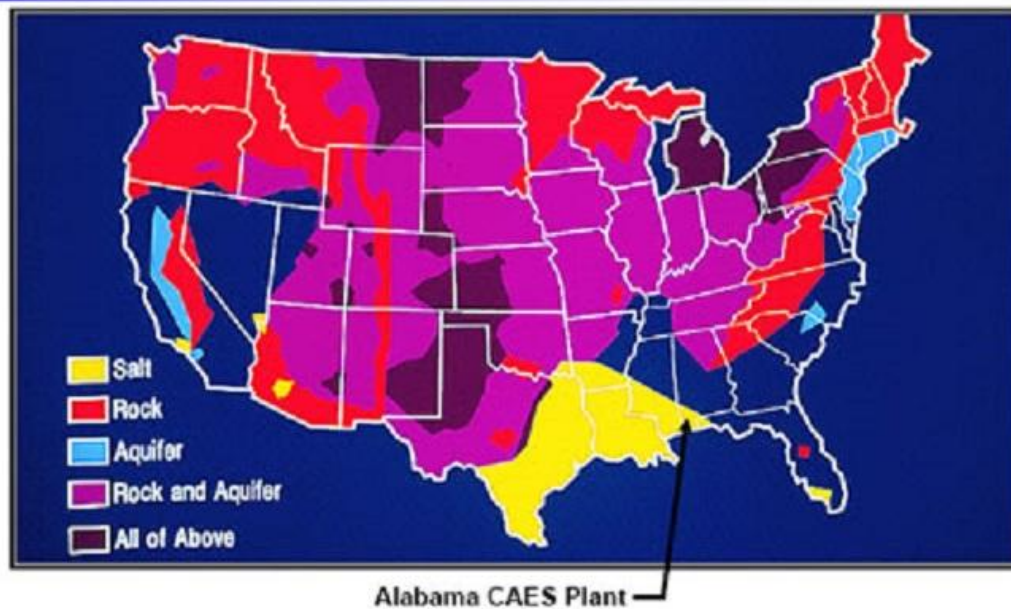 Salt
Rock
Aquifer
Rock and Aquifer
All of Above
Alabama CAES Plant